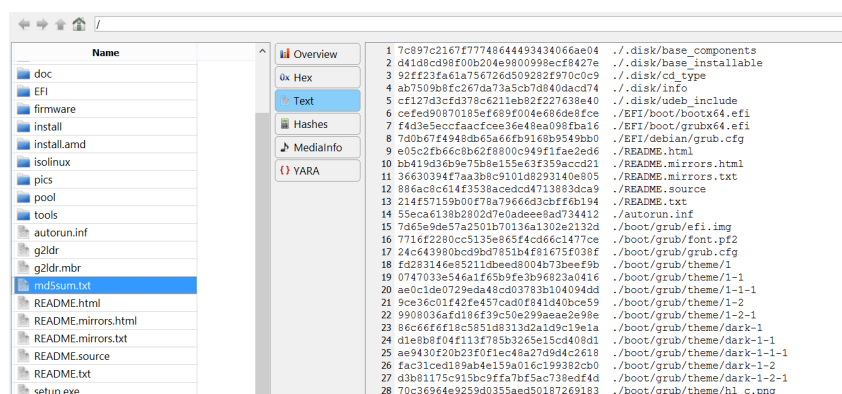 /
Name
doc
EFI
firmware
install
install.amd
isolinux
pics
pool
tools
autorun.inf
g2ldr
g2ldr.mbr
md5sum.txt
README.html
README.mirrors.html
README.mirrors.txt
README.source
README.txt
setup.exe
Overview
0x Hex
Text
Hashes
MediaInfo
{} YARA
1 7c897c2167f77748644493434066ae04 ./.disk/base_components
2 d41d8cd98f00b204e9800998ecf8427e ./.disk/base_installable
3 92ff23fa61a756726d509282f970c0c9 ./.disk/cd_type
4 ab7509b8fc267da73a5cb7d840dacd74 ./.disk/info
5 cf127d3cfd378c6211eb82f227638e40 ./.disk/udeb_include
6 cefed90870185ef689f004e686de8fce ./EFI/boot/bootx64.efi
7 f4d3e5eccfaacfcee36e48ea098fba16 ./EFI/boot/grubx64.efi
8 7d0b67f4948db65a66fb9168b9549bb0 ./EFI/debian/grub.cfg
9 e05c2fb66c8b62f8800c949f1fae2ed6 ./README.html
10 bb419d36b9e75b8e155e63f359accd21 ./README.mirrors.html
11 36630394f7aa3b8c9101d8293140e805 ./README.mirrors.txt
12 886ac8c614f3538acedcd4713883dca9 ./README.source
13 214f57159b00f78a79666d3cbff6b194 ./README.txt
14 55eca6138b2802d7e0adeee8ad734412 ./autorun.inf
15 7d65e9de57a2501b70136a1302e2132d ./boot/grub/efi.img
16 7716f2280cc5135e865f4cd66c1477ce ./boot/grub/font.pf2
17 24c643980bcd9bd7851b4f81675f038f ./boot/grub/grub.cfg
18 fd283146e85211dbeed8004b73beef9b ./boot/grub/theme/1
19 0747033e546a1f65b9fe3b96823a0416 ./boot/grub/theme/1-1
20 ae0c1de0729eda48cd03783b104094dd ./boot/grub/theme/1-1-1
21 9ce36c01f42fe457cad0f841d40bce59 ./boot/grub/theme/1-2
22 9908036afd186f39c50e299aeae2e98e ./boot/grub/theme/1-2-1
23 86c66f6f18c5851d8313d2a1d9c19e1a ./boot/grub/theme/dark-1
24 d1e8b8f04f113f785b3265e15cd408d1 ./boot/grub/theme/dark-1-1
25 ae9430f20b23f0f1ec48a27d9d4c2618 ./boot/grub/theme/dark-1-1-1
26 fac31ced189ab4e159a016c199382cb0 ./boot/grub/theme/dark-1-2
27 d3b81175c915bc9ffa7bf5ac738edf4d ./boot/grub/theme/dark-1-2-1
28 70c36964e9259d0355aed50187269183 ./boot/grub/theme/hl_c.png